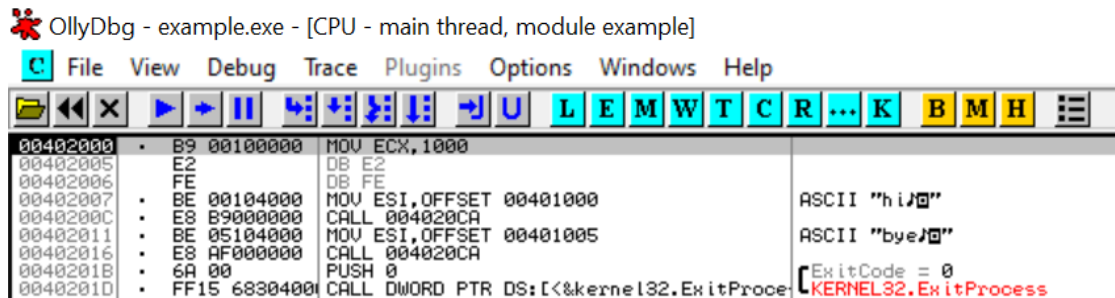 OllyDbg - example.exe - [CPU - main thread, module example]
C File View Debug Trace Plugins Options Windows Help
L E M W T C R ... K B M H
00402000 · B9 00100000 MOV ECX,1000
00402005 E2 DB E2
00402006 FE DB FE
00402007 · BE 00104000 MOV ESI,OFFSET 00401000 ASCII "hi♪◙"
0040200C · E8 B9000000 CALL 004020CA
00402011 · BE 05104000 MOV ESI,OFFSET 00401005 ASCII "bye♪◙"
00402016 · E8 AF000000 CALL 004020CA
0040201B · 6A 00 PUSH 0 ExitCode = 0
0040201D · FF15 6830400 CALL DWORD PTR DS:[<&kernel32.ExitProce KERNEL32.ExitProcess